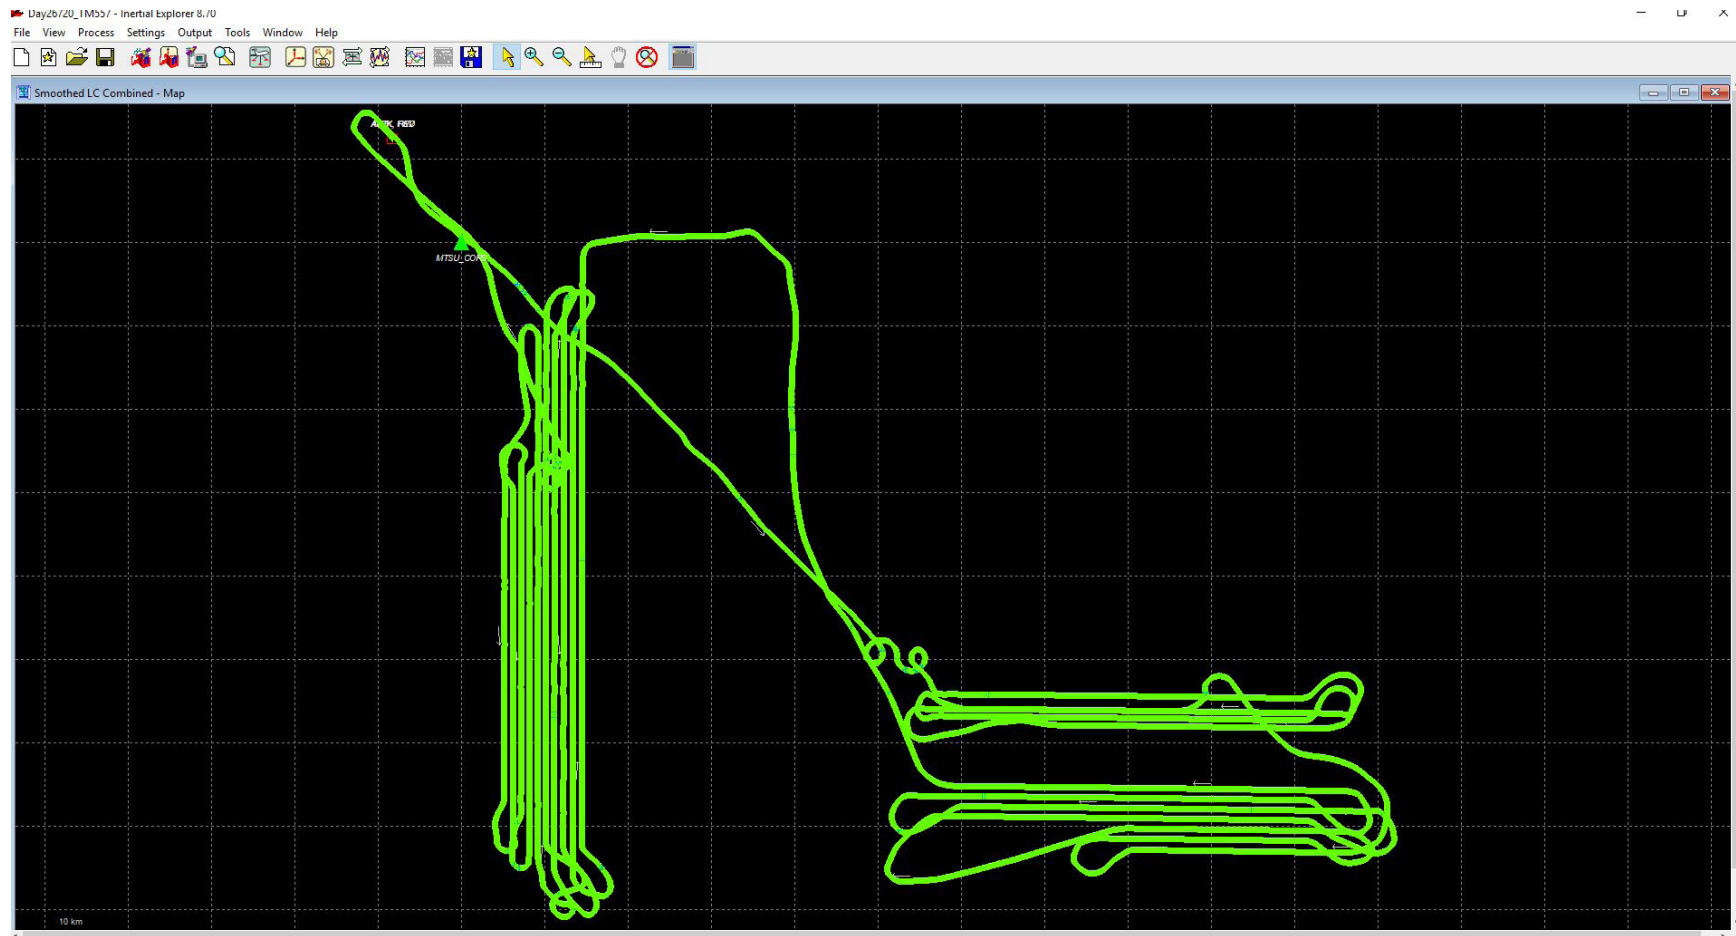 Day26720_TM557 - Inertial Explorer 8.70
File View Process Settings Output Tools Window Help
Smoothed LC Combined - Map
MTSU_CORS
10 km